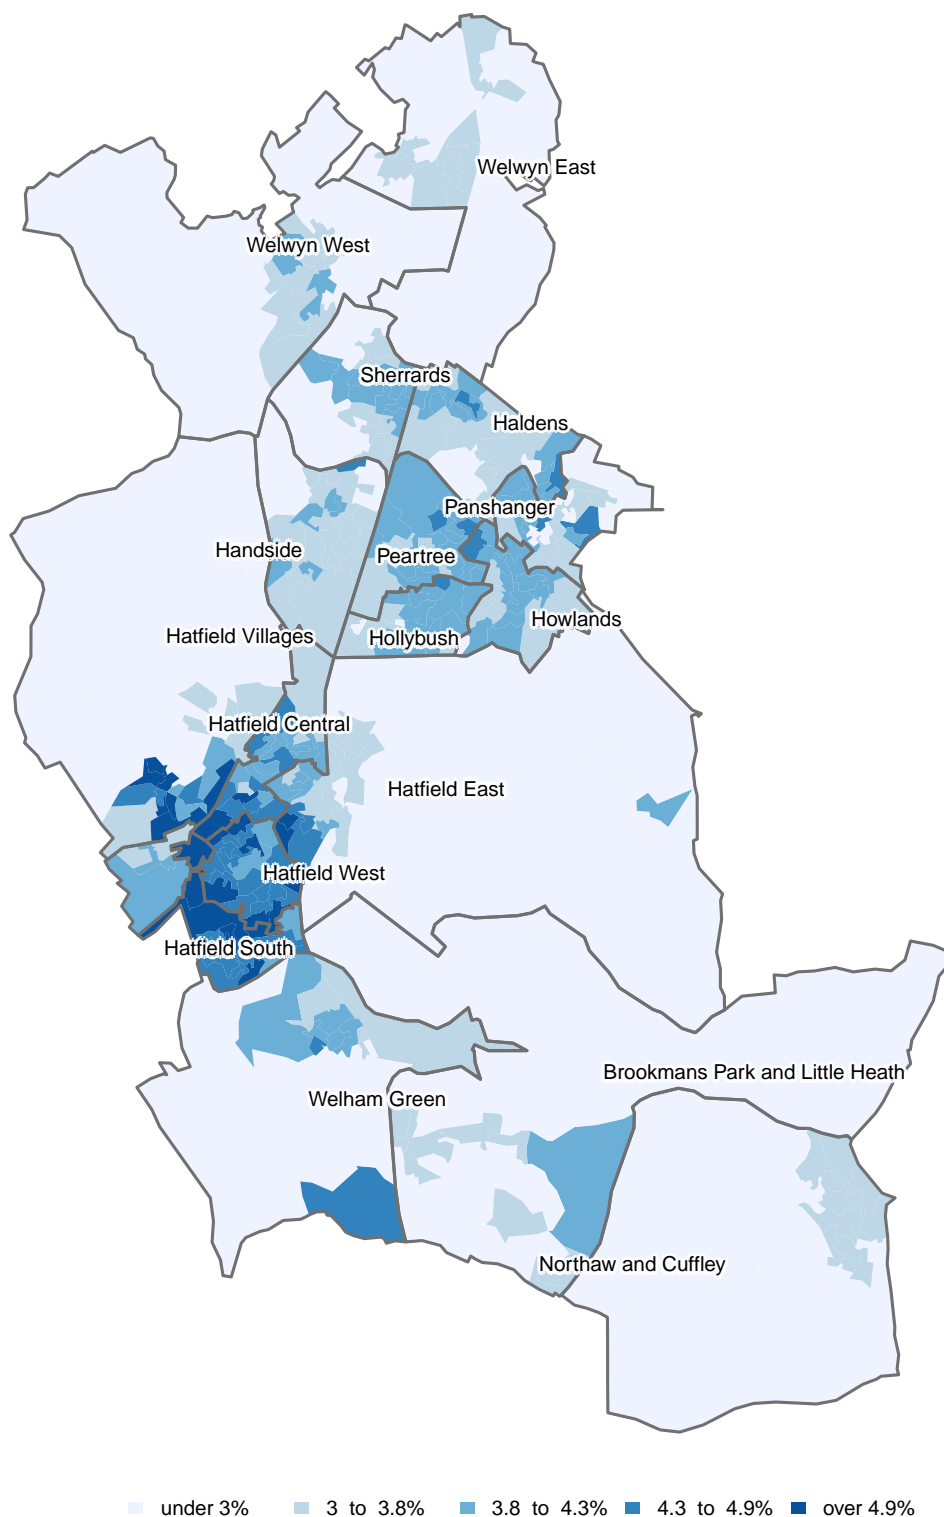 Welwyn East
Welwyn West
Sherrards
Haldens
Panshanger
Handside
Peartree
Howlands
Hatfield Villages
Hollybush
Hatfield Central
Hatfield East
Hatfield West
Hatfield South
Brookmans Park and Little Heath
Welham Green
Northaw and Cuffley
under 3% 3 to 3.8% 3.8 to 4.3% 4.3 to 4.9% over 4.9%